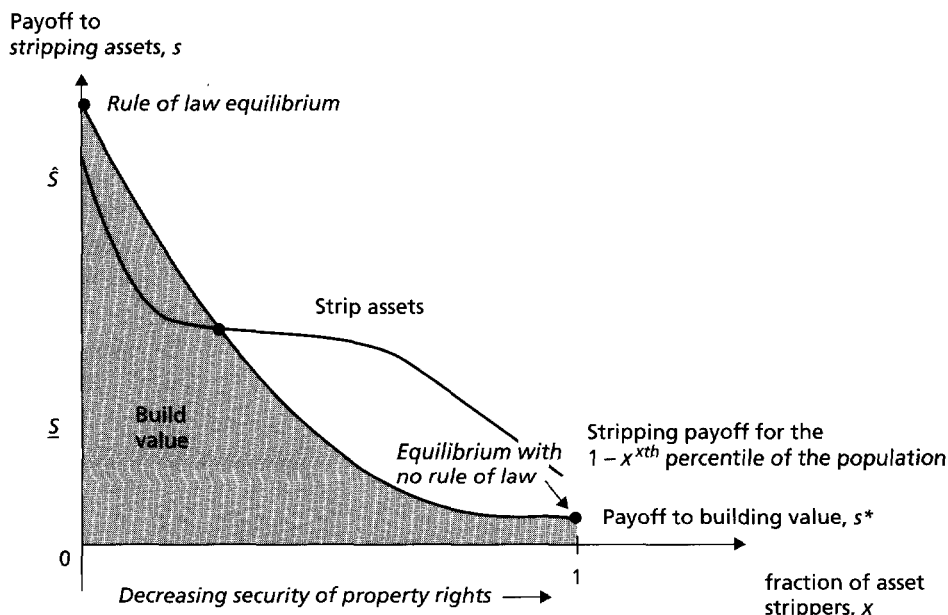 Payoff to
stripping assets, s
Rule of law equilibrium
Ŝ
Strip assets
Build
value
S̲
Equilibrium with
no rule of law
Stripping payoff for the
1 – x^xth percentile of the population
Payoff to building value, s*
0
1
Decreasing security of property rights
fraction of asset
strippers, x